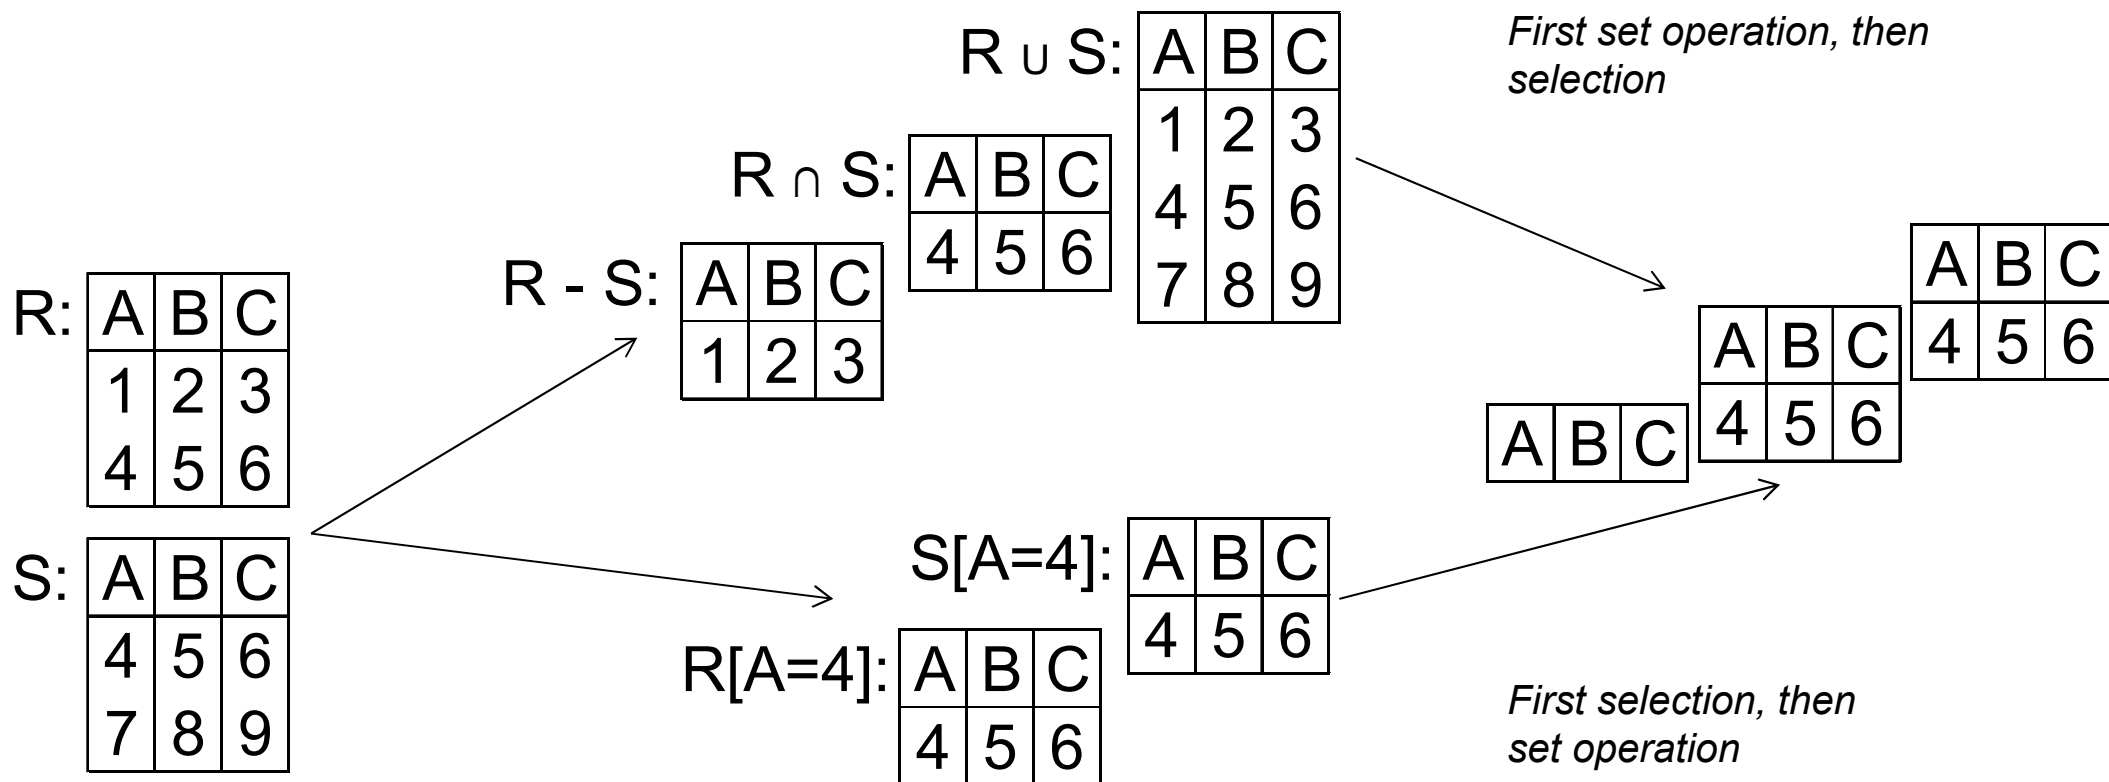 R ∪ S:
A B C
1 2 3
4 5 6
7 8 9
First set operation, then
selection
R ∩ S:
A B C
4 5 6
R - S:
A B C
1 2 3
R:
A B C
1 2 3
4 5 6
S:
A B C
4 5 6
7 8 9
A B C
A B C
4 5 6
A B C
4 5 6
S[A=4]:
A B C
4 5 6
R[A=4]:
A B C
4 5 6
First selection, then
set operation